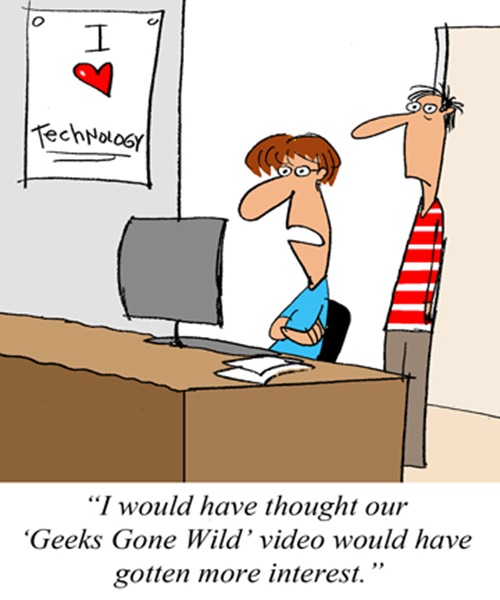 I
TechNoLoGY
“I would have thought our
‘Geeks Gone Wild’ video would have
gotten more interest.”